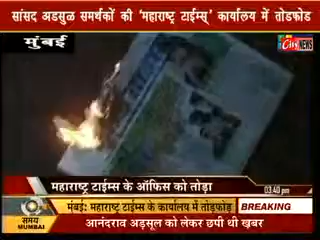 सांसद अडसुळ समर्थकों की 'महाराष्ट्र टाईम्स्' कार्यालय में तोडफोड
मुंबई
NEWS
महाराष्ट्र टाईम्स के ऑफिस को तोड़ा
03:40 pm
मुंबई: महाराष्ट्र टाईम्स के कार्यालय में तोड़फोड़
BREAKING
समय
MUMBAI
आनंदराव अड़सूल को लेकर छपी थी खबर